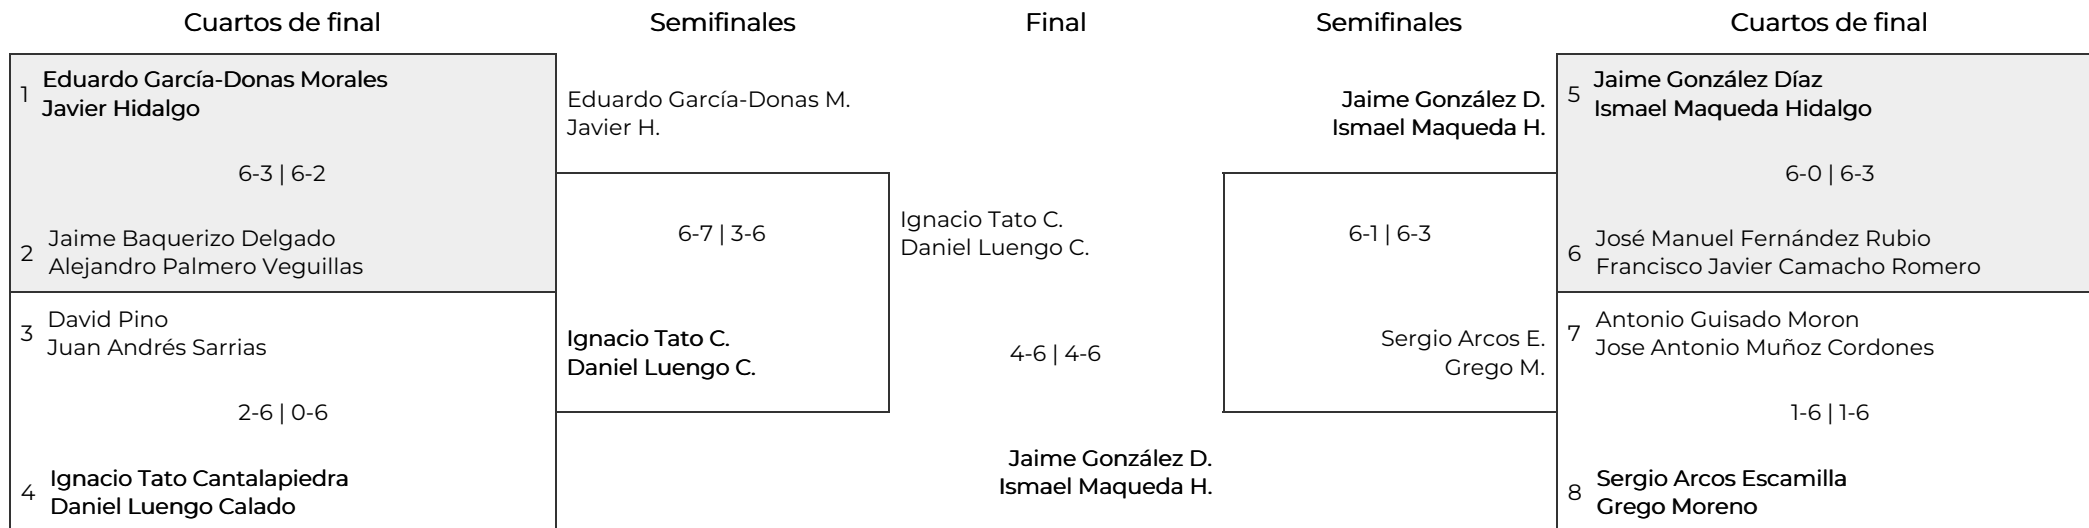 Cuartos de final
Semifinales
Final
Semifinales
Cuartos de final
1
Eduardo García-Donas Morales
Javier Hidalgo
6-3 | 6-2
2
Jaime Baquerizo Delgado
Alejandro Palmero Veguillas
3
David Pino
Juan Andrés Sarrias
2-6 | 0-6
4
Ignacio Tato Cantalapiedra
Daniel Luengo Calado
Eduardo García-Donas M.
Javier H.
6-7 | 3-6
Ignacio Tato C.
Daniel Luengo C.
Ignacio Tato C.
Daniel Luengo C.
4-6 | 4-6
Jaime González D.
Ismael Maqueda H.
Jaime González D.
Ismael Maqueda H.
6-1 | 6-3
Sergio Arcos E.
Grego M.
5
Jaime González Díaz
Ismael Maqueda Hidalgo
6-0 | 6-3
6
José Manuel Fernández Rubio
Francisco Javier Camacho Romero
7
Antonio Guisado Moron
Jose Antonio Muñoz Cordones
1-6 | 1-6
8
Sergio Arcos Escamilla
Grego Moreno